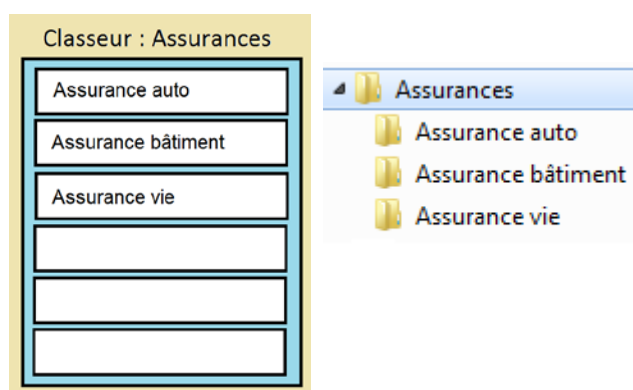 Classeur : Assurances
Assurance auto
Assurance bâtiment
Assurance vie
Assurances
Assurance auto
Assurance bâtiment
Assurance vie